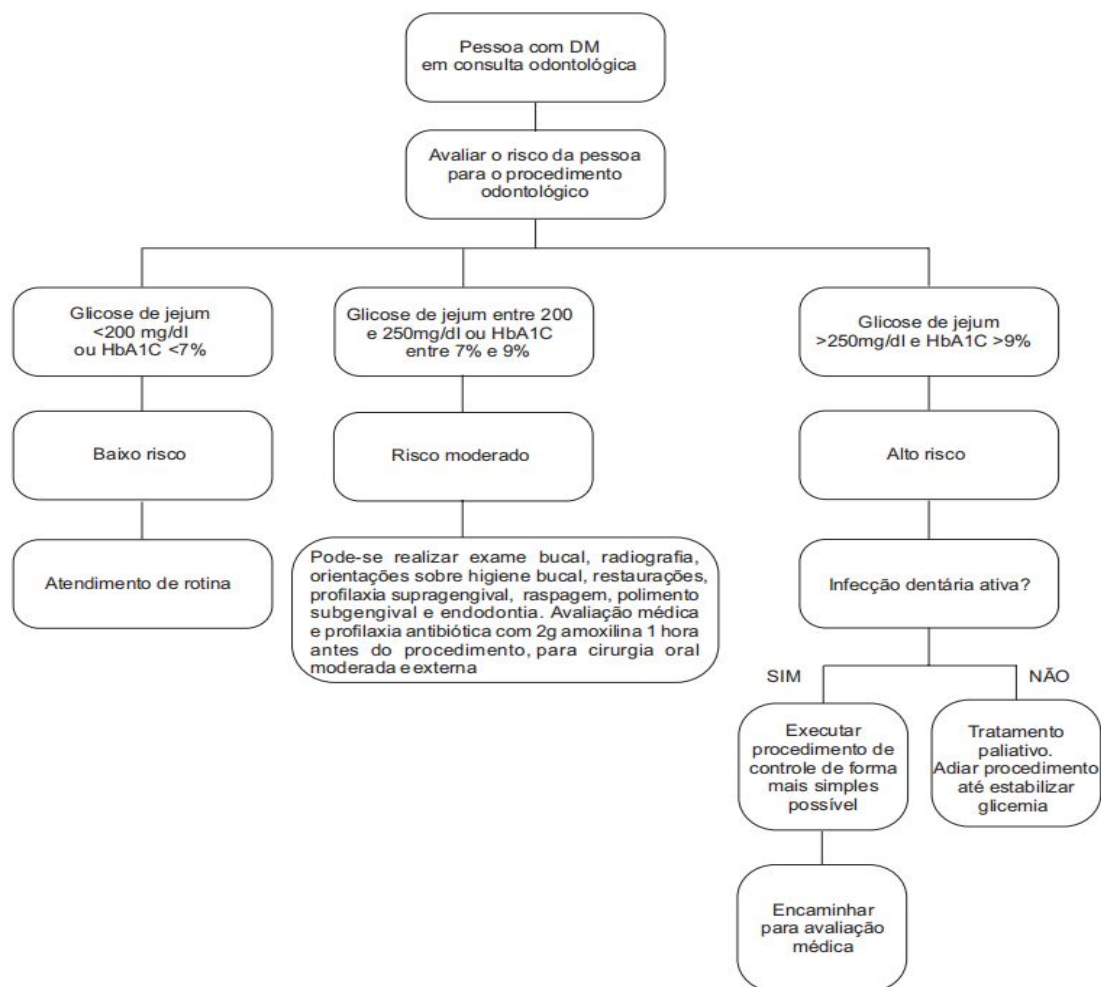 Pessoa com DM
em consulta odontológica
Avaliar o risco da pessoa
para o procedimento
odontológico
Glicose de jejum
<200 mg/dl
ou HbA1C <7%
Glicose de jejum entre 200
e 250mg/dl ou HbA1C
entre 7% e 9%
Glicose de jejum
>250mg/dl e HbA1C >9%
Baixo risco
Risco moderado
Alto risco
Atendimento de rotina
Pode-se realizar exame bucal, radiografia,
orientações sobre higiene bucal, restaurações,
profilaxia supragengival, raspagem, polimento
subgengival e endodontia. Avaliação médica
e profilaxia antibiótica com 2g amoxilina 1 hora
antes do procedimento, para cirurgia oral
moderada e externa
Infecção dentária ativa?
SIM
NÃO
Executar
procedimento de
controle de forma
mais simples
possível
Tratamento
paliativo.
Adiar procedimento
até estabilizar
glicemia
Encaminhar
para avaliação
médica